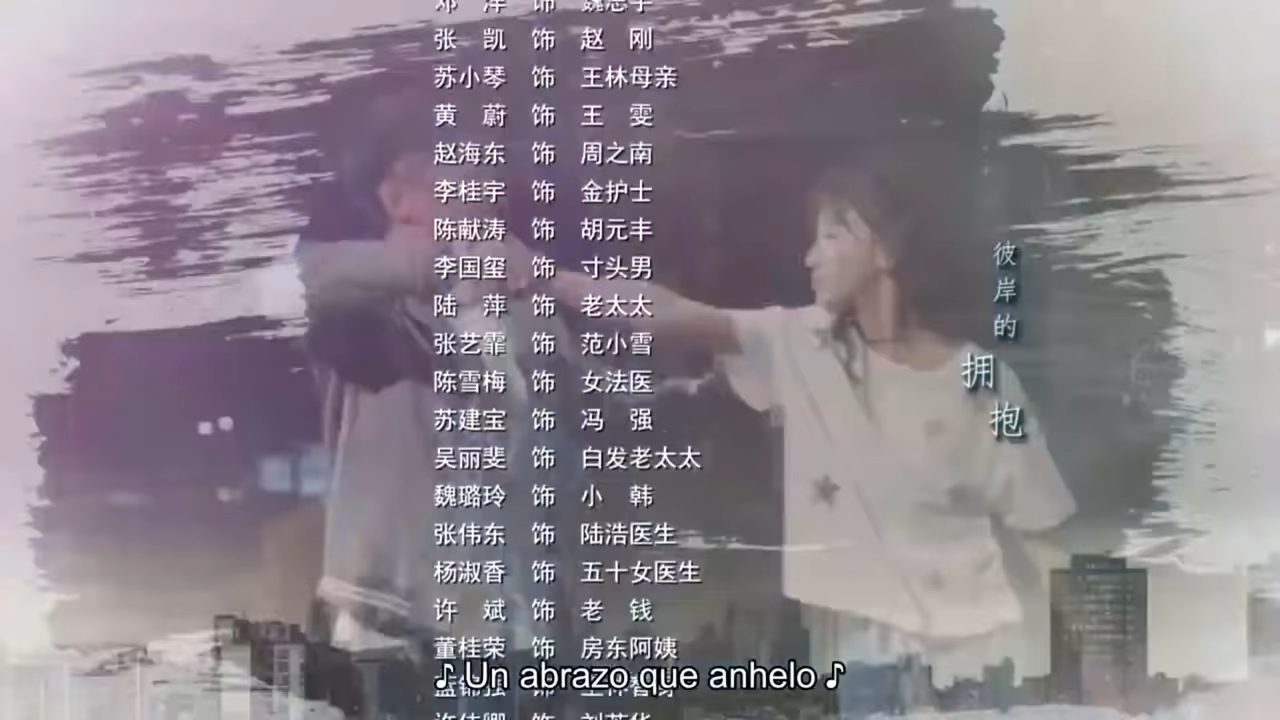 张 凯 饰 赵 刚
苏小琴 饰 王林母亲
黄 蔚 饰 王 雯
赵海东 饰 周之南
李桂宇 饰 金护士
陈献涛 饰 胡元丰
李国玺 饰 寸头男
陆 萍 饰 老太太
张艺霏 饰 范小雪
陈雪梅 饰 女法医
苏建宝 饰 冯 强
吴丽斐 饰 白发老太太
魏璐玲 饰 小 韩
张伟东 饰 陆浩医生
杨淑香 饰 五十女医生
许 斌 饰 老 钱
董桂荣 饰 房东阿姨
彼岸的
拥抱
♪ Un abrazo que anhelo ♪